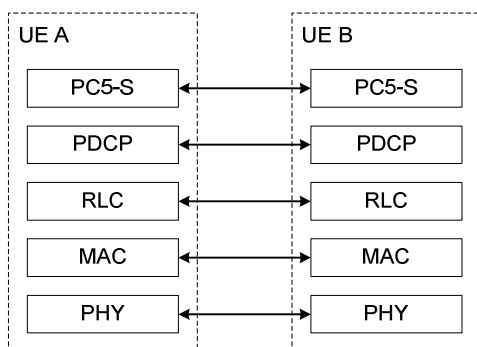 UE A
UE B
PC5-S
PC5-S
PDCP
PDCP
RLC
RLC
MAC
MAC
PHY
PHY